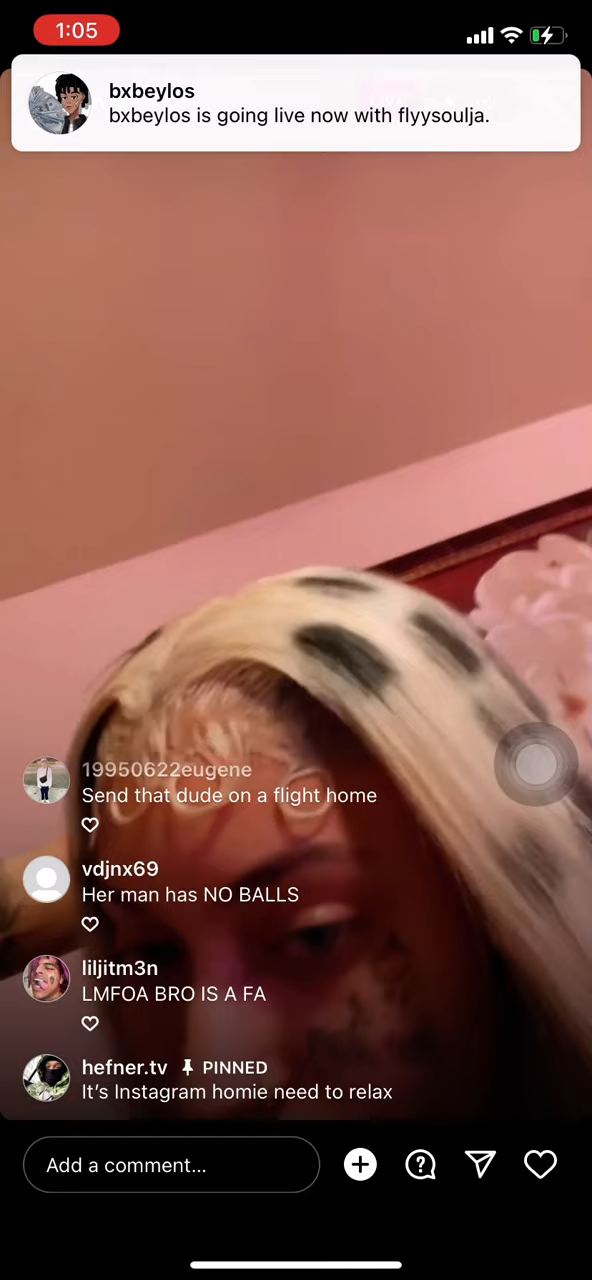 1:05
bxbeylos
bxbeylos is going live now with flyysoulja.
19950622eugene
Send that dude on a flight home
vdjnx69
Her man has NO BALLS
liljitm3n
LMFOA BRO IS A FA
hefner.tv PINNED
It's Instagram homie need to relax
Add a comment...